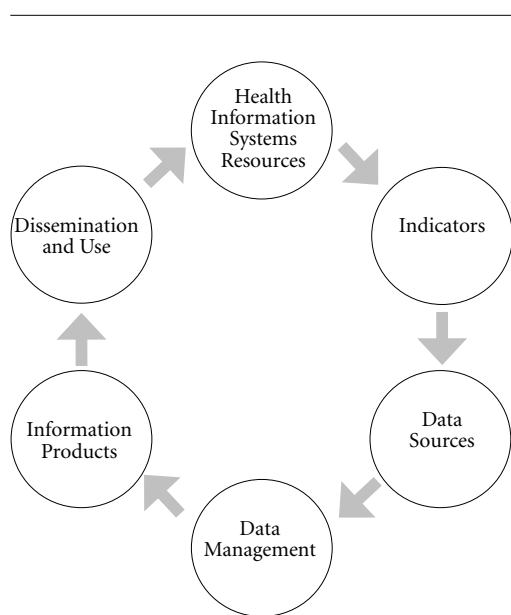 Health
Information
Systems
Resources
Indicators
Data
Sources
Data
Management
Information
Products
Dissemination
and Use